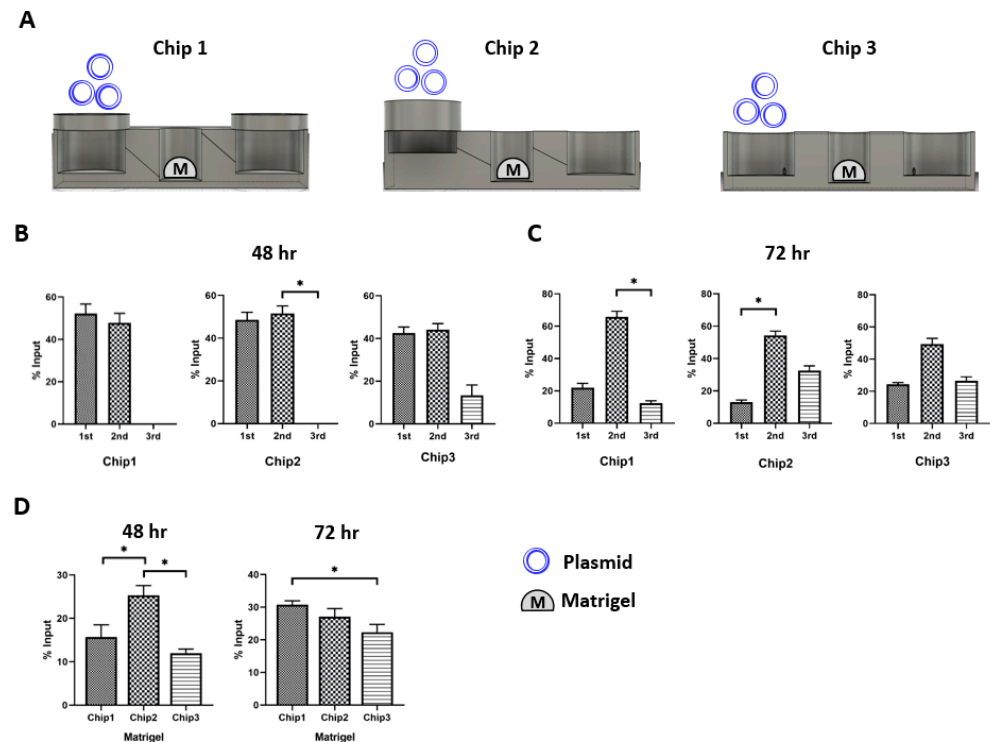 A
Chip 1
Chip 2
Chip 3
M
M
M
B
48 hr
% Input
60
40
20
0
1st 2nd 3rd
Chip1
*
% Input
60
40
20
0
1st 2nd 3rd
Chip2
% Input
60
40
20
0
1st 2nd 3rd
Chip3
C
72 hr
*
% Input
80
60
40
20
0
1st 2nd 3rd
Chip1
*
% Input
80
60
40
20
0
1st 2nd 3rd
Chip2
% Input
80
60
40
20
0
1st 2nd 3rd
Chip3
D
48 hr
* *
% Input
30
20
10
0
Chip1 Chip2 Chip3
Matrigel
72 hr
*
% Input
40
30
20
10
0
Chip1 Chip2 Chip3
Matrigel
Plasmid
M Matrigel